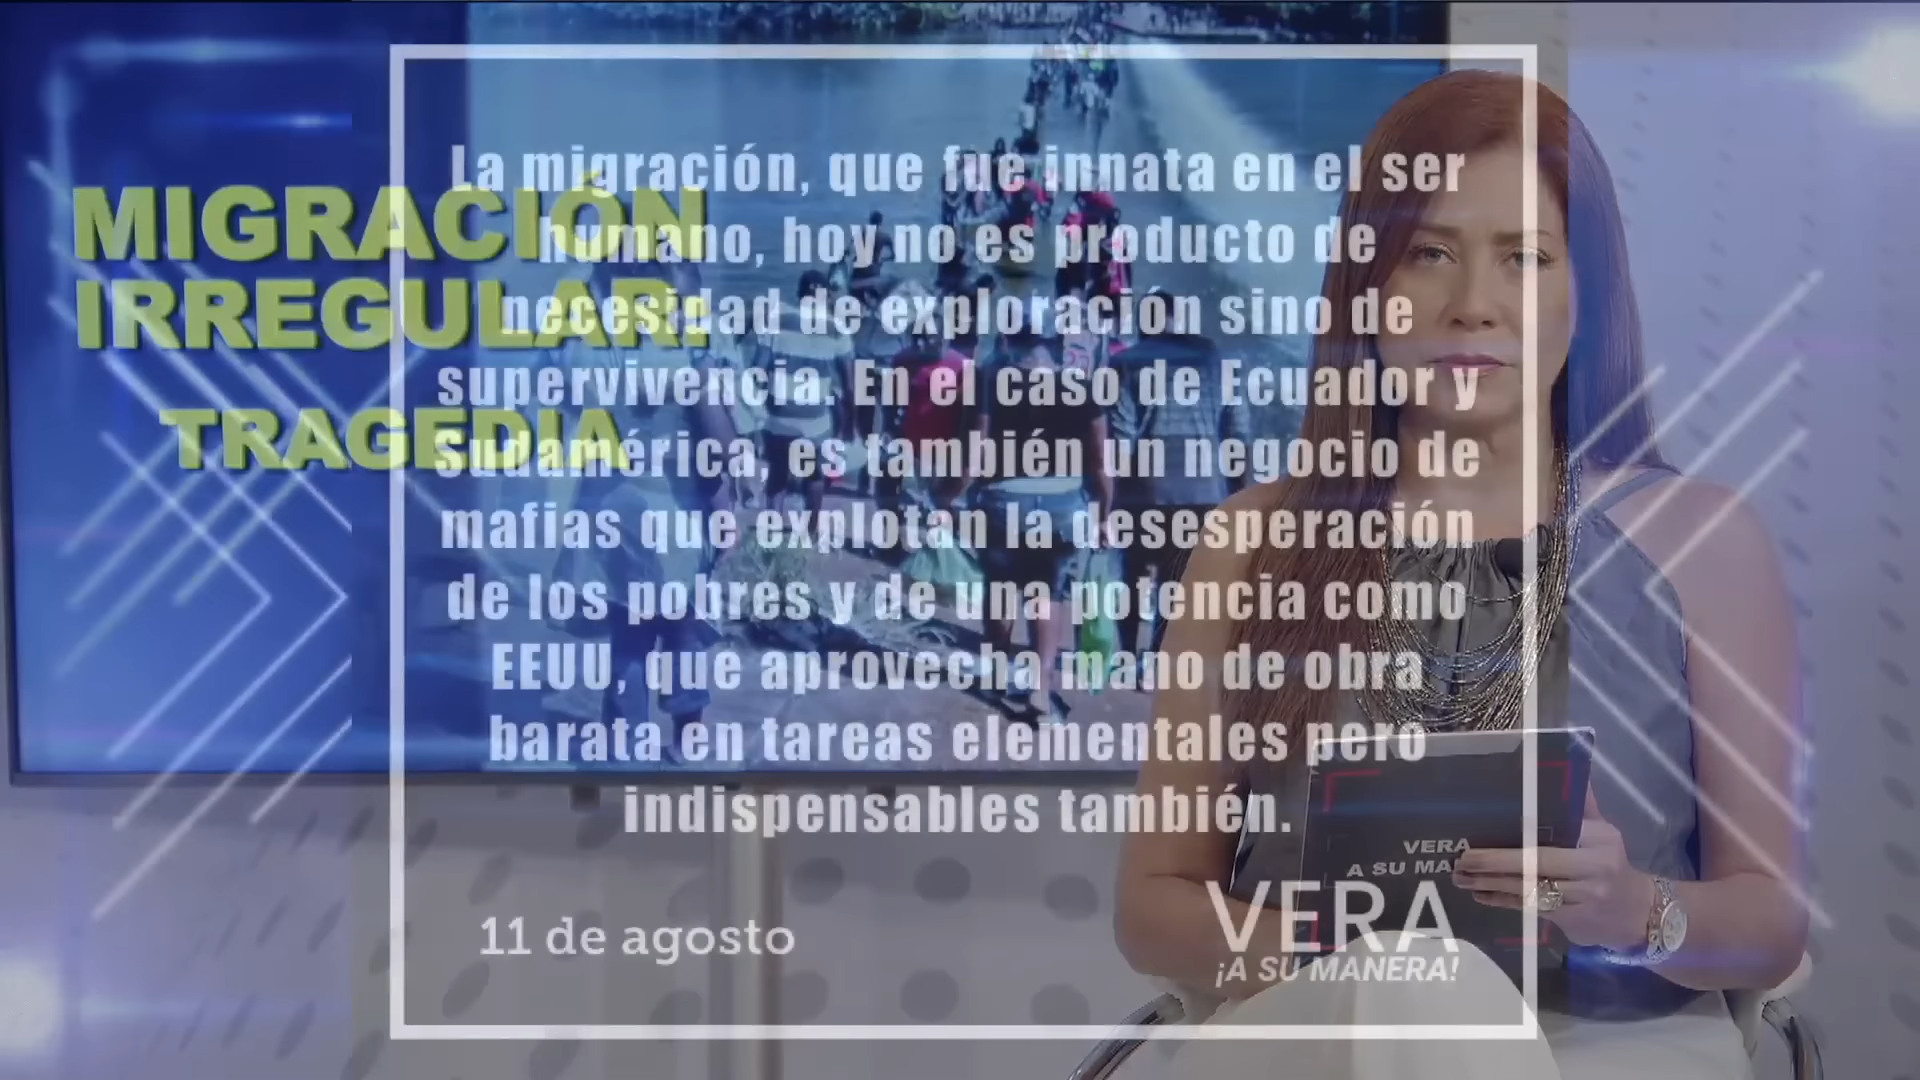 MIGRACIÓN
IRREGULAR:
TRAGEDIA
La migración, que fue innata en el ser
humano, hoy no es producto de
necesidad de exploración sino de
supervivencia. En el caso de Ecuador y
Sudamérica, es también un negocio de
mafias que explotan la desesperación
de los pobres y de una potencia como
EEUU, que aprovecha mano de obra
barata en tareas elementales pero
indispensables también.
11 de agosto
VERA
¡A SU MANERA!
VERA
A SU MA